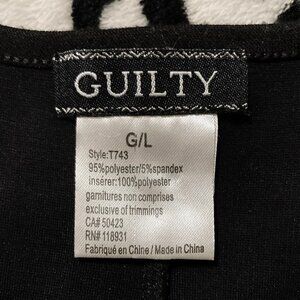 GUILTY
G/L
Style:T743
95%polyester/5%spandex
Insérer:100%polyester
garnitures non comprises
exclusive of trimmings
CA# 50423
RN# 118931
Fabriqué en Chine / Made in China